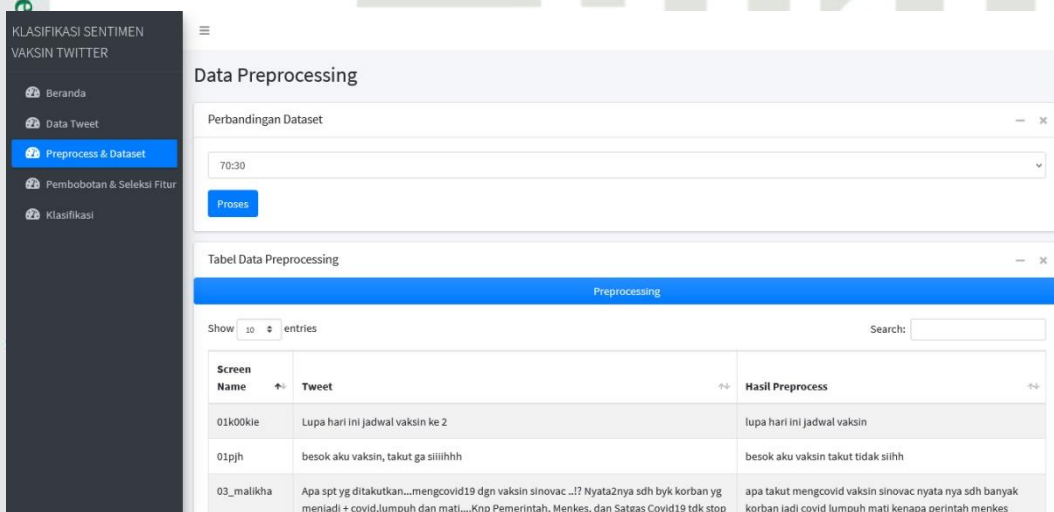 KLASIFIKASI SENTIMEN
VAKSIN TWITTER
Beranda
Data Tweet
Preprocess & Dataset
Pembobotan & Seleksi Fitur
Klasifikasi
Data Preprocessing
Perbandingan Dataset
70:30
Proses
Tabel Data Preprocessing
Preprocessing
Show 10 entries
Search:
Screen
Name
Tweet
Hasil Preprocess
01k00kie
Lupa hari ini jadwal vaksin ke 2
lupa hari ini jadwal vaksin
01pjh
besok aku vaksin, takut ga siiiihhh
besok aku vaksin takut tidak siihh
03_malikha
Apa spt yg ditakutkan...mengcovid19 dgn vaksin sinovac ..!? Nyata2nya sdh byk korban yg
menjadi + covid,lumpuh dan mati....Knp Pemerintah, Menkes, dan Satgas Covid19 tdk stop
apa takut mengcovid vaksin sinovac nyata nya sdh banyak
korban jadi covid lumpuh mati kenapa perintah menkes